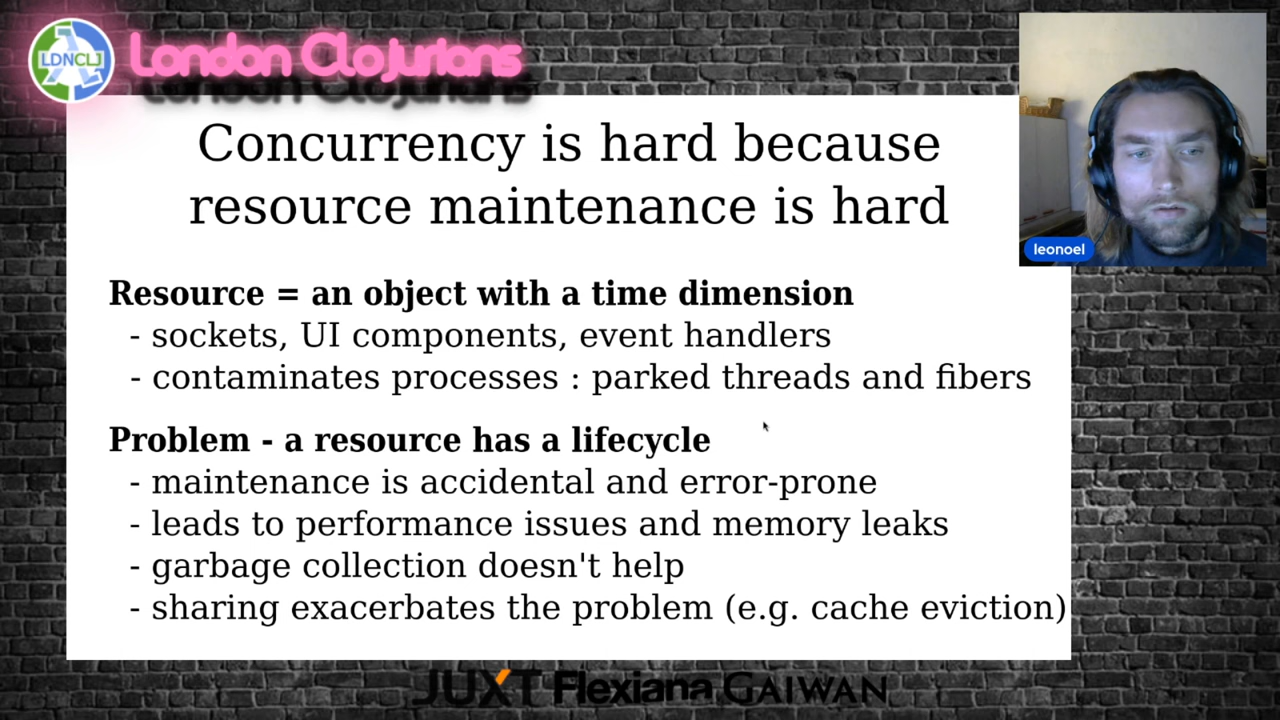 LDNCLJ
London Clojurians
Concurrency is hard because
resource maintenance is hard
leonoel
Resource = an object with a time dimension
- sockets, UI components, event handlers
- contaminates processes : parked threads and fibers
Problem - a resource has a lifecycle
- maintenance is accidental and error-prone
- leads to performance issues and memory leaks
- garbage collection doesn't help
- sharing exacerbates the problem (e.g. cache eviction)
JUXT Flexiana GAIWAN